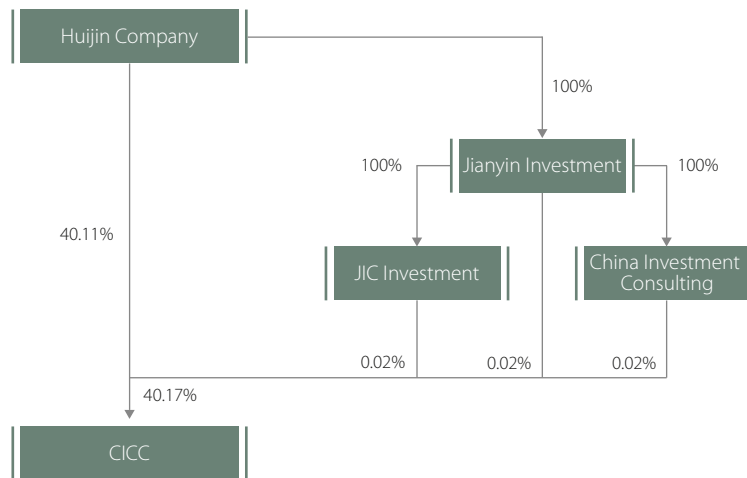 Huijin Company
100%
Jianyin Investment
100%
100%
40.11%
JIC Investment
China Investment
Consulting
0.02%
0.02%
0.02%
40.17%
CICC